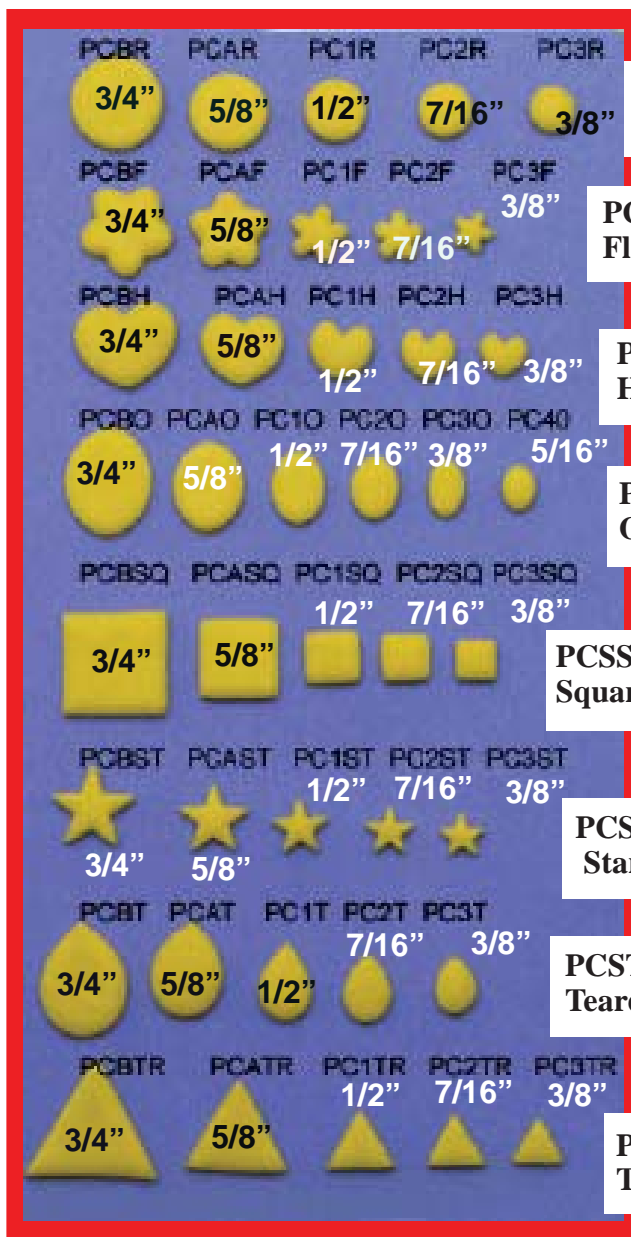 PCBR PCAR PC1R PC2R PC3R
3/4” 5/8” 1/2” 7/16” 3/8”
PCBF PCAF PC1F PC2F PC3F
3/4” 5/8” 1/2” 7/16” 3/8”
PCBH PCAH PC1H PC2H PC3H
3/4” 5/8” 1/2” 7/16” 3/8”
PCBO PCAO PC1O PC2O PC3O PC4O
3/4” 5/8” 1/2” 7/16” 3/8” 5/16”
PCBSQ PCASQ PC1SQ PC2SQ PC3SQ
3/4” 5/8” 1/2” 7/16” 3/8”
PCSS
Squar
PCBST PCAST PC1ST PC2ST PC3ST
3/4” 5/8” 1/2” 7/16” 3/8”
PCS
Star
PCBT PCAT PC1T PC2T PC3T
3/4” 5/8” 1/2” 7/16” 3/8”
PCST
Tear
PCBTR PCATR PC1TR PC2TR PC3TR
3/4” 5/8” 1/2” 7/16” 3/8”